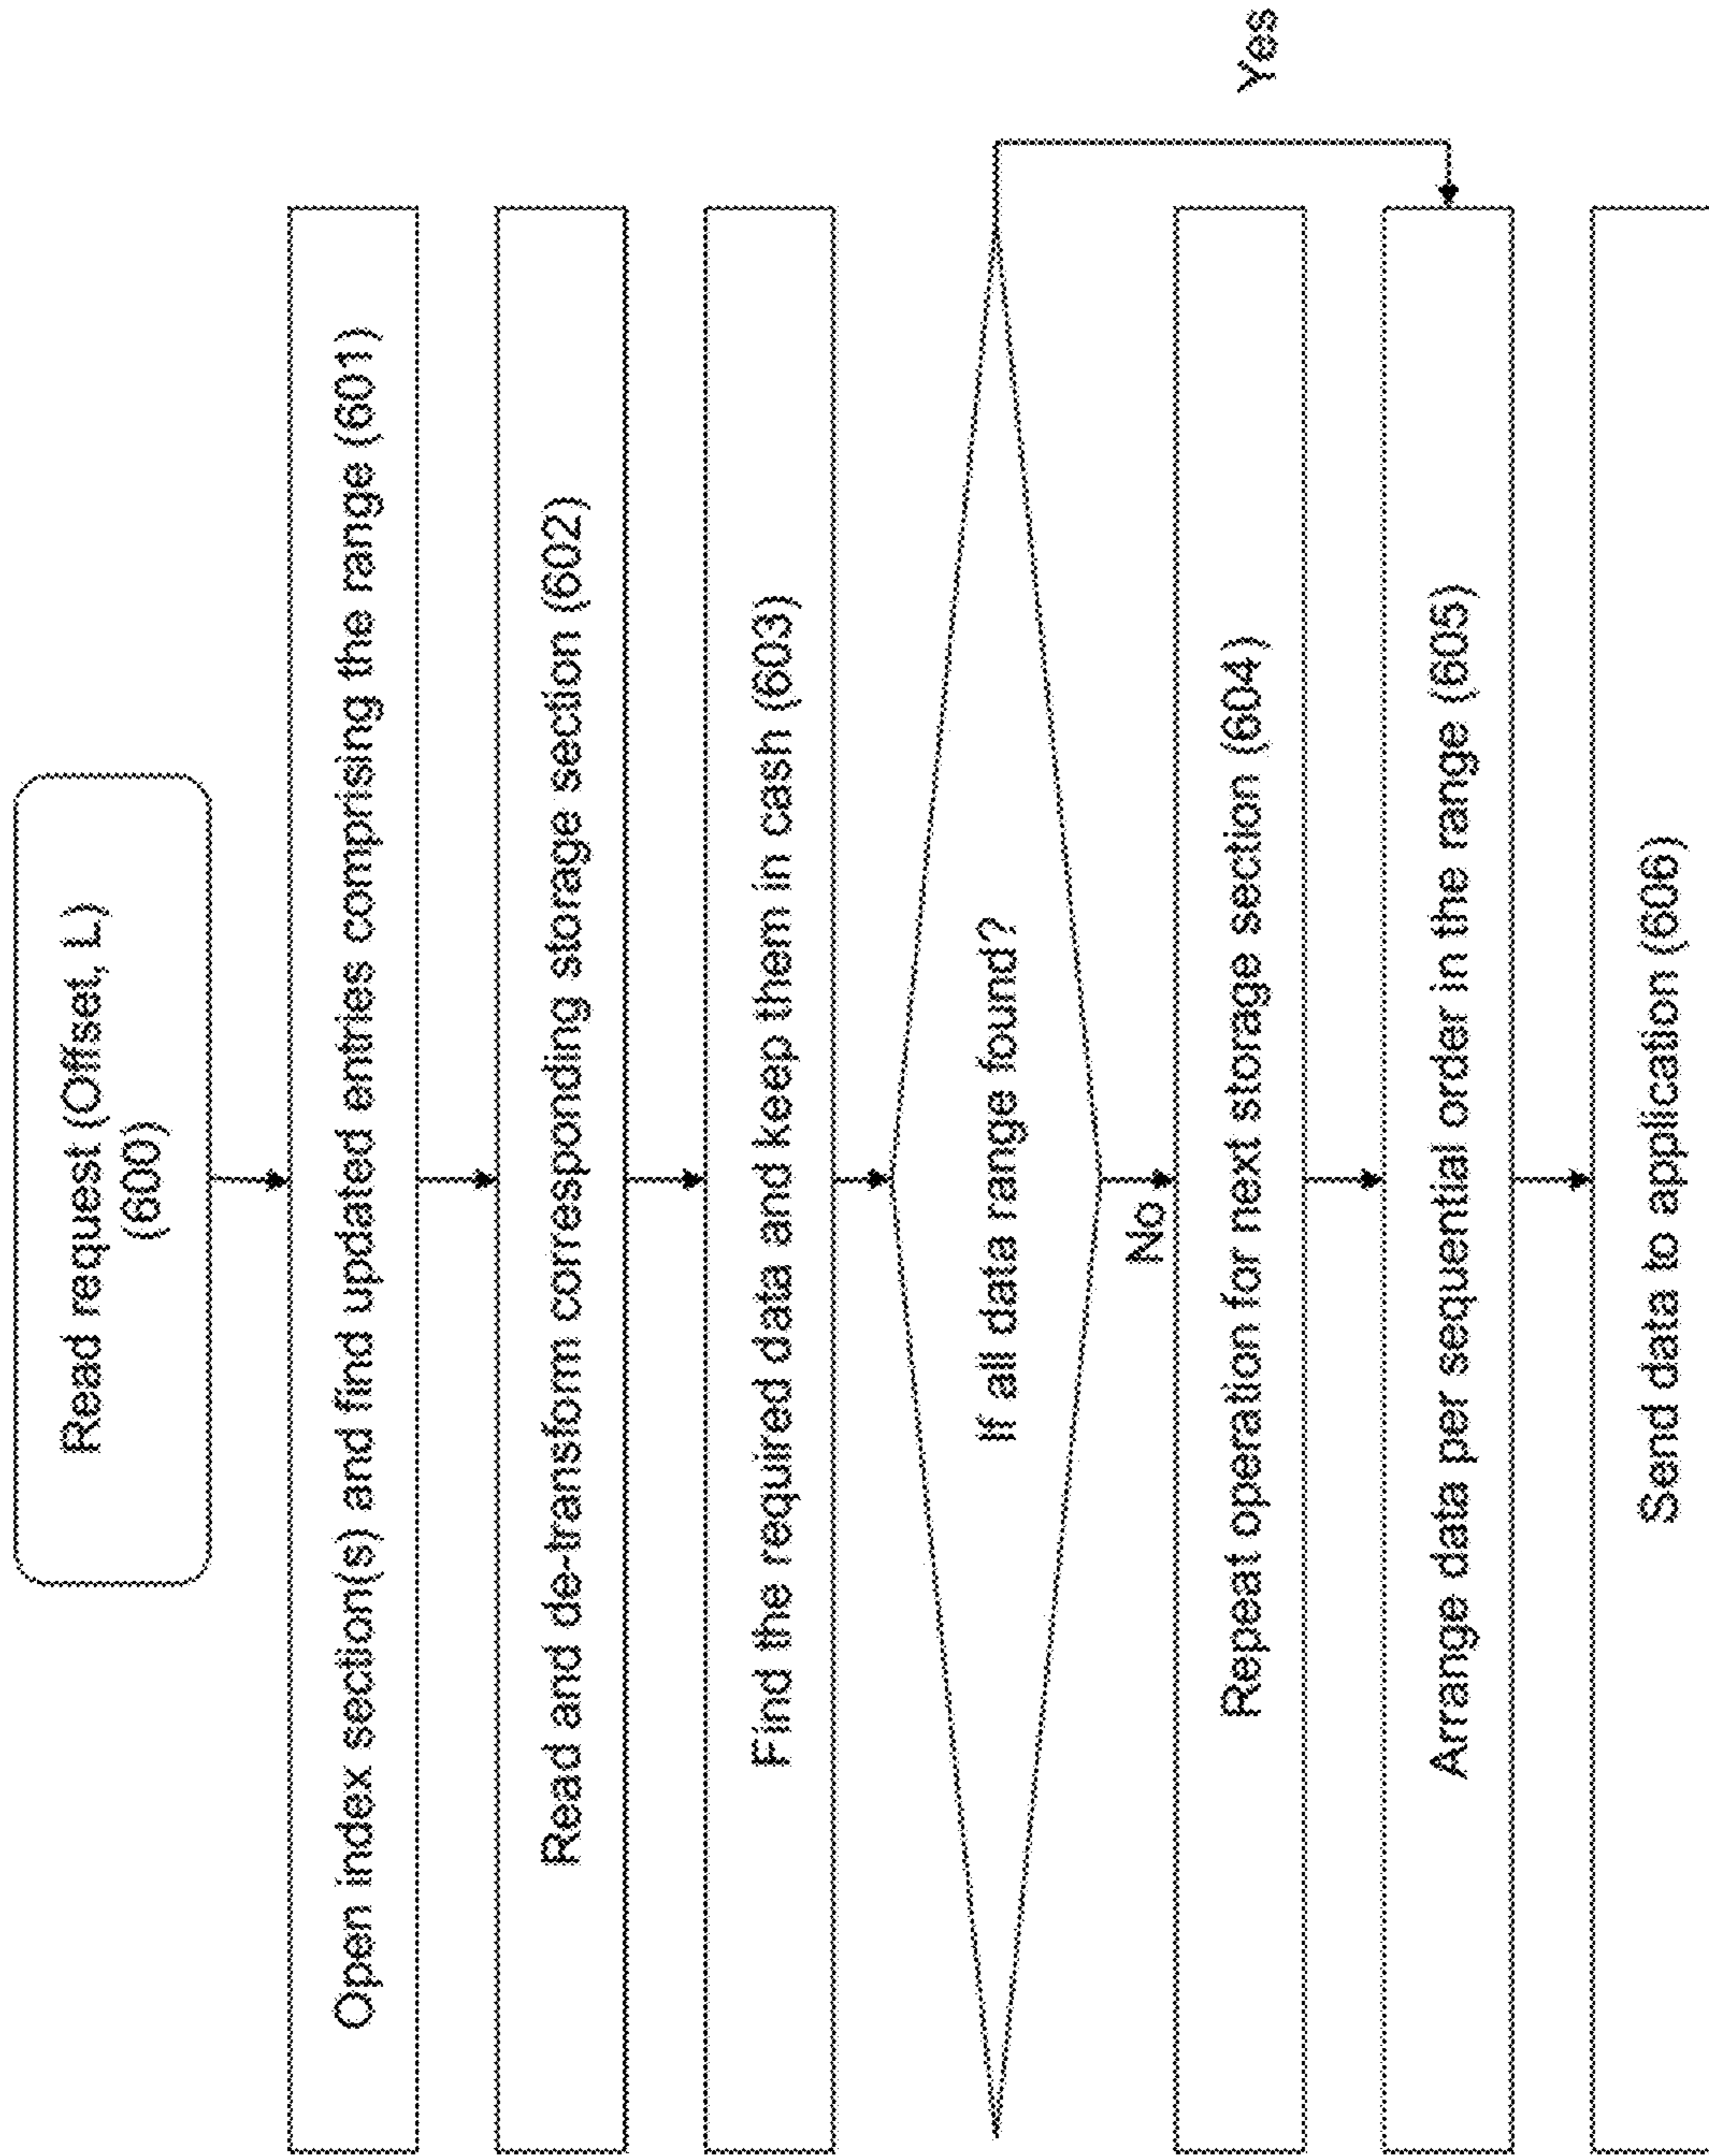 Read request (Offset, L)
(600)
Open index section(s) and find updated entries comprising the range (601)
Read and de-transform corresponding storage section (602)
Find the required data and keep them in cash (603)
If all data range found?
No
Yes
Repeat operation for next storage section (604)
Arrange data per sequential order in the range (605)
Send data to application (606)